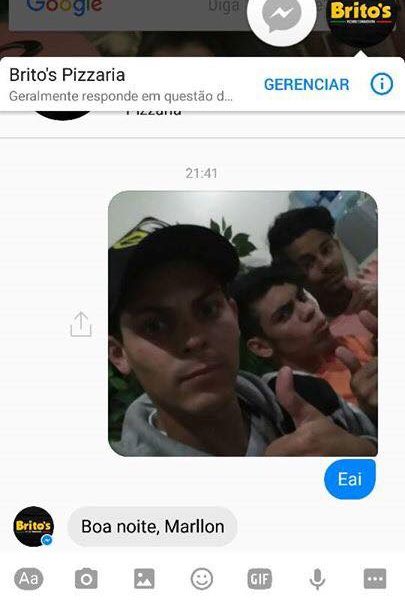 Google
Diga
Brito's
Brito's Pizzaria
Geralmente responde em questão d...
GERENCIAR
Pizzaria
21:41
Eai
Brito's
Boa noite, Marllon
Aa
GIF